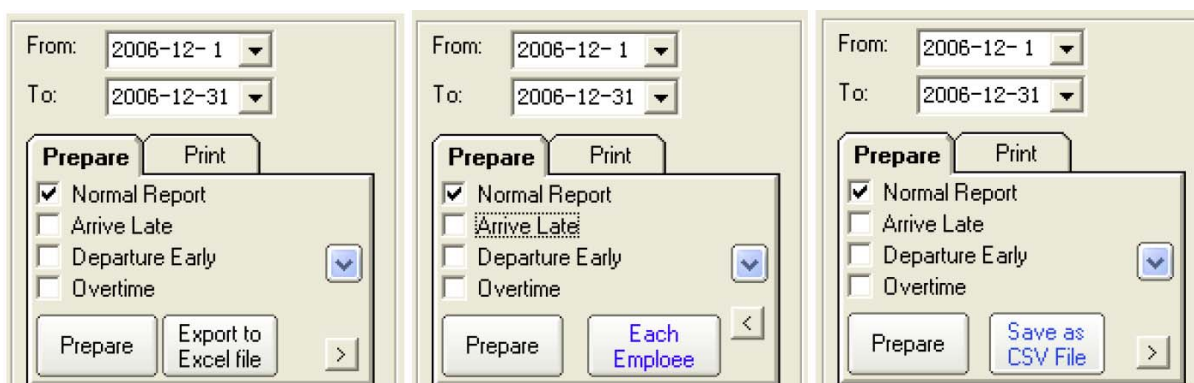 From: 2006-12- 1
To: 2006-12-31
Prepare Print
Normal Report
Arrive Late
Departure Early
Overtime
Prepare
Export to
Excel file
>
From: 2006-12- 1
To: 2006-12-31
Prepare Print
Normal Report
Arrive Late
Departure Early
Overtime
Prepare
Each
Emploee
<
From: 2006-12- 1
To: 2006-12-31
Prepare Print
Normal Report
Arrive Late
Departure Early
Overtime
Prepare
Save as
CSV File
>